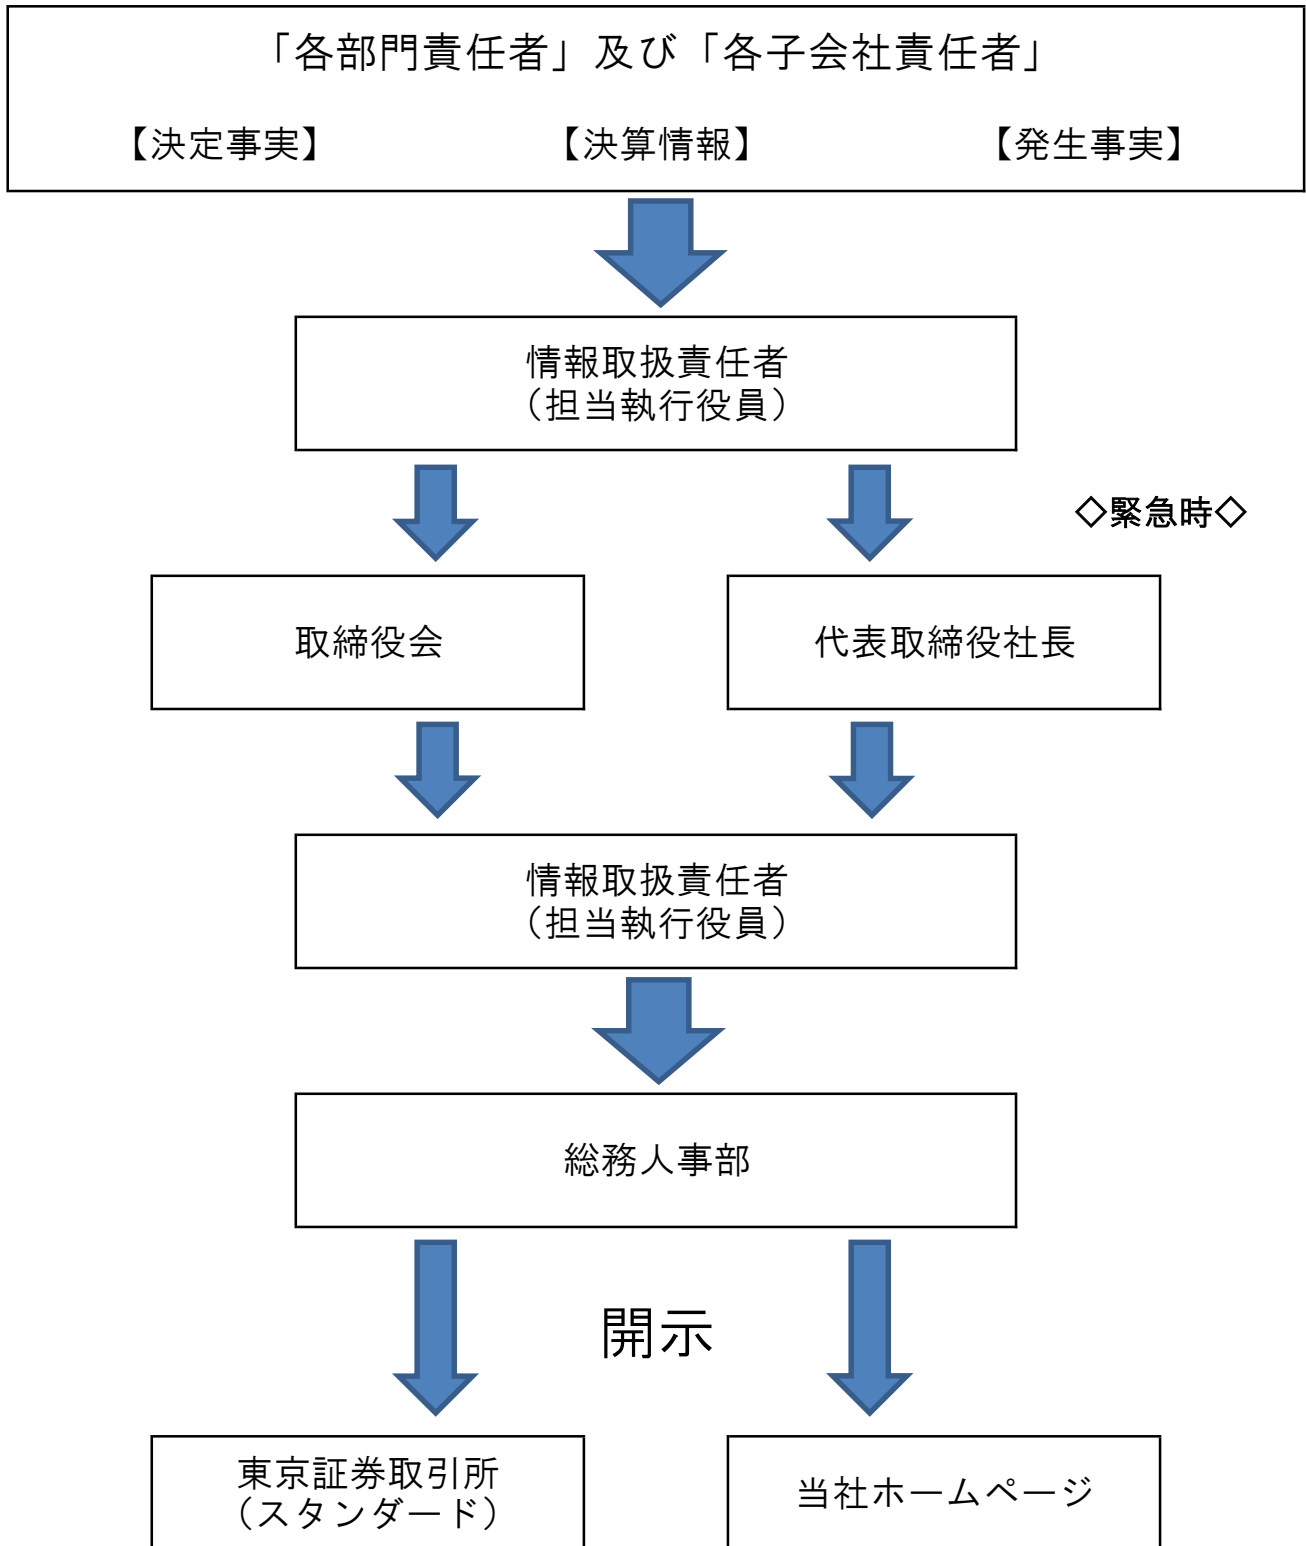 「各部門責任者」及び「各子会社責任者」
【決定事実】 【決算情報】 【発生事実】
情報取扱責任者
（担当執行役員）
◇緊急時◇
取締役会
代表取締役社長
情報取扱責任者
（担当執行役員）
総務人事部
開示
東京証券取引所
（スタンダード）
当社ホームページ